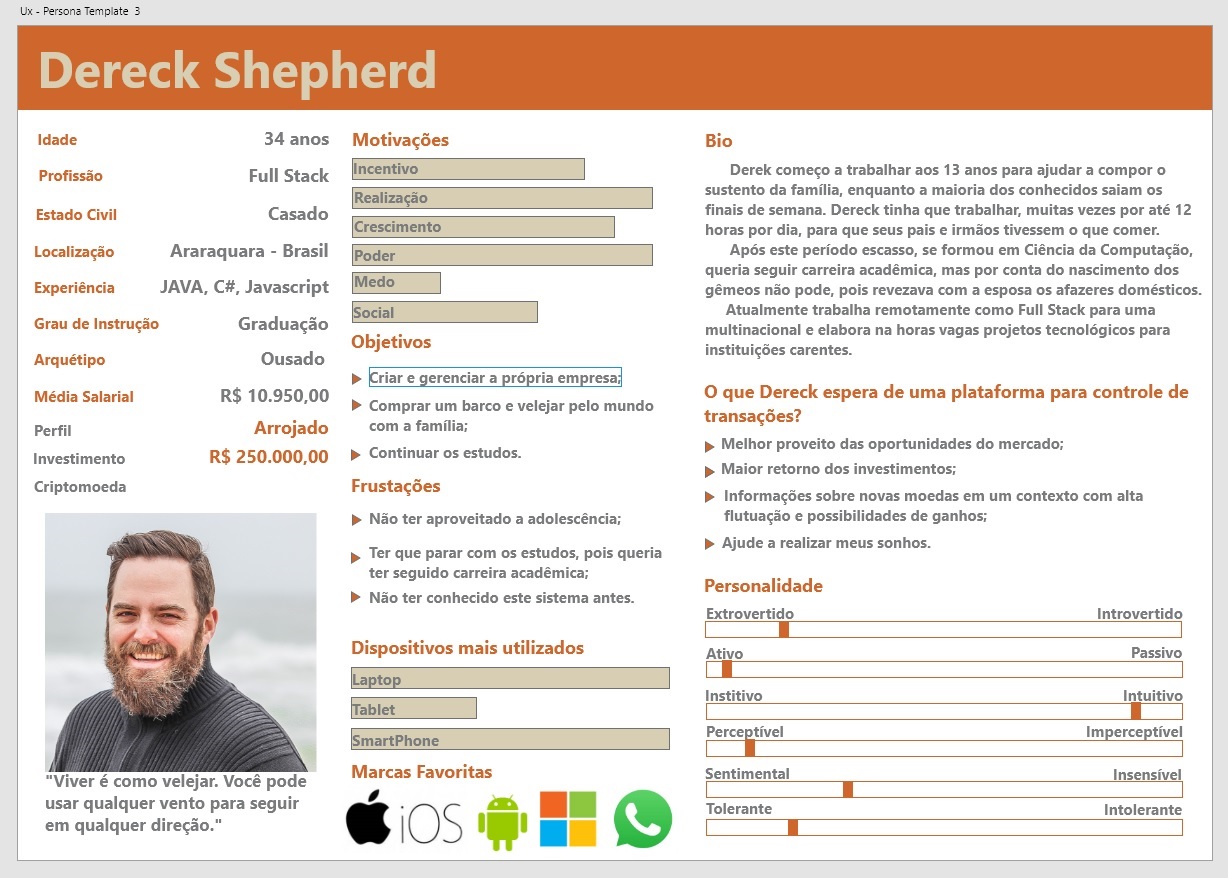 Ux - Persona Template 3
Dereck Shepherd
Idade 34 anos
Profissão Full Stack
Estado Civil Casado
Localização Araraquara - Brasil
Experiência JAVA, C#, Javascript
Grau de Instrução Graduação
Arquétipo Ousado
Média Salarial R$ 10.950,00
Perfil Arrojado
Investimento R$ 250.000,00
Criptomoeda
"Viver é como velejar. Você pode
usar qualquer vento para seguir
em qualquer direção."
Motivações
Incentivo
Realização
Crescimento
Poder
Medo
Social
Objetivos
Criar e gerenciar a própria empresa;
Comprar um barco e velejar pelo mundo
com a família;
Continuar os estudos.
Frustações
Não ter aproveitado a adolescência;
Ter que parar com os estudos, pois queria
ter seguido carreira acadêmica;
Não ter conhecido este sistema antes.
Dispositivos mais utilizados
Laptop
Tablet
SmartPhone
Marcas Favoritas
iOS
Bio
Derek começo a trabalhar aos 13 anos para ajudar a compor o
sustento da família, enquanto a maioria dos conhecidos saiam os
finais de semana. Dereck tinha que trabalhar, muitas vezes por até 12
horas por dia, para que seus pais e irmãos tivessem o que comer.
Após este período escasso, se formou em Ciência da Computação,
queria seguir carreira acadêmica, mas por conta do nascimento dos
gêmeos não pode, pois revezava com a esposa os afazeres domésticos.
Atualmente trabalha remotamente como Full Stack para uma
multinacional e elabora na horas vagas projetos tecnológicos para
instituições carentes.
O que Dereck espera de uma plataforma para controle de
transações?
Melhor proveito das oportunidades do mercado;
Maior retorno dos investimentos;
Informações sobre novas moedas em um contexto com alta
flutuação e possibilidades de ganhos;
Ajude a realizar meus sonhos.
Personalidade
Extrovertido Introvertido
Ativo Passivo
Institivo Intuitivo
Perceptível Imperceptível
Sentimental Insensível
Tolerante Intolerante